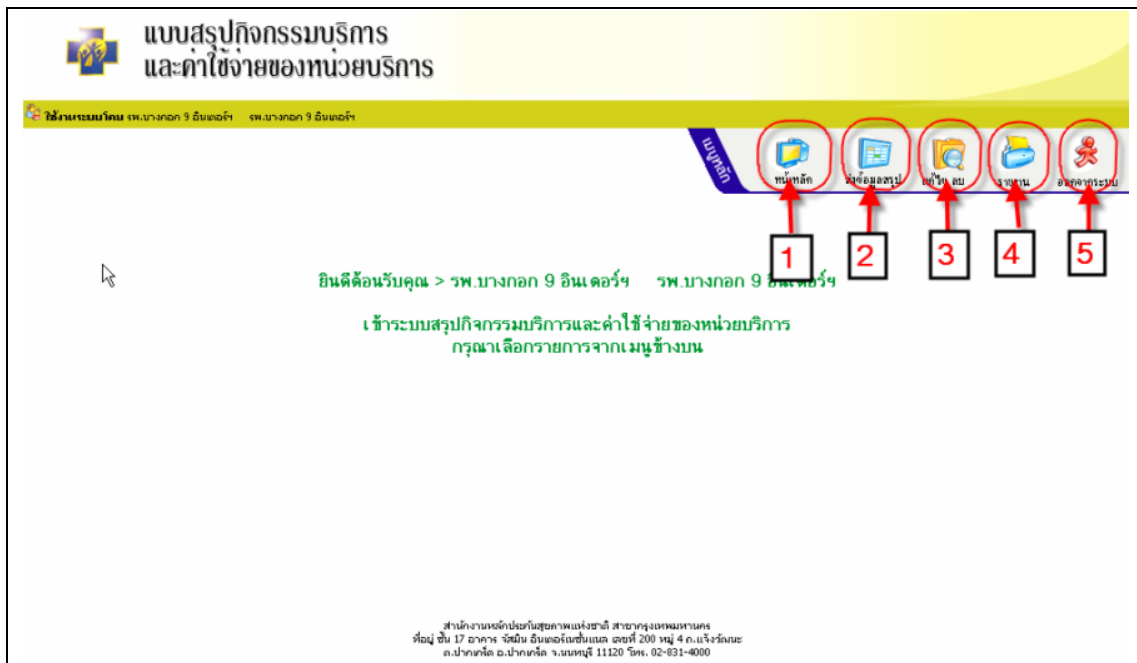 แบบสรุปกิจกรรมบริการ
และค่าใช้จ่ายของหน่วยบริการ
ใช้งานระบบโดย รพ.บางกอก 9 อินเตอร์ฯ รพ.บางกอก 9 อินเตอร์ฯ
เมนูหลัก
หน้าหลัก ส่งข้อมูลสรุป แก้ไข ลบ รายงาน ออกจากระบบ
1 2 3 4 5
ยินดีต้อนรับคุณ > รพ.บางกอก 9 อินเตอร์ฯ รพ.บางกอก 9 อินเตอร์ฯ
เข้าระบบสรุปกิจกรรมบริการและค่าใช้จ่ายของหน่วยบริการ
กรุณาเลือกรายการจากเมนูข้างบน
สำนักงานหลักประกันสุขภาพแห่งชาติ สาขากรุงเทพมหานคร
ที่อยู่ ชั้น 17 อาคาร จัสมิน อินเตอร์เนชั่นแนล เลขที่ 200 หมู่ 4 ถ.แจ้งวัฒนะ
ต.ปากเกร็ด อ.ปากเกร็ด จ.นนทบุรี 11120 โทร. 02-831-4000